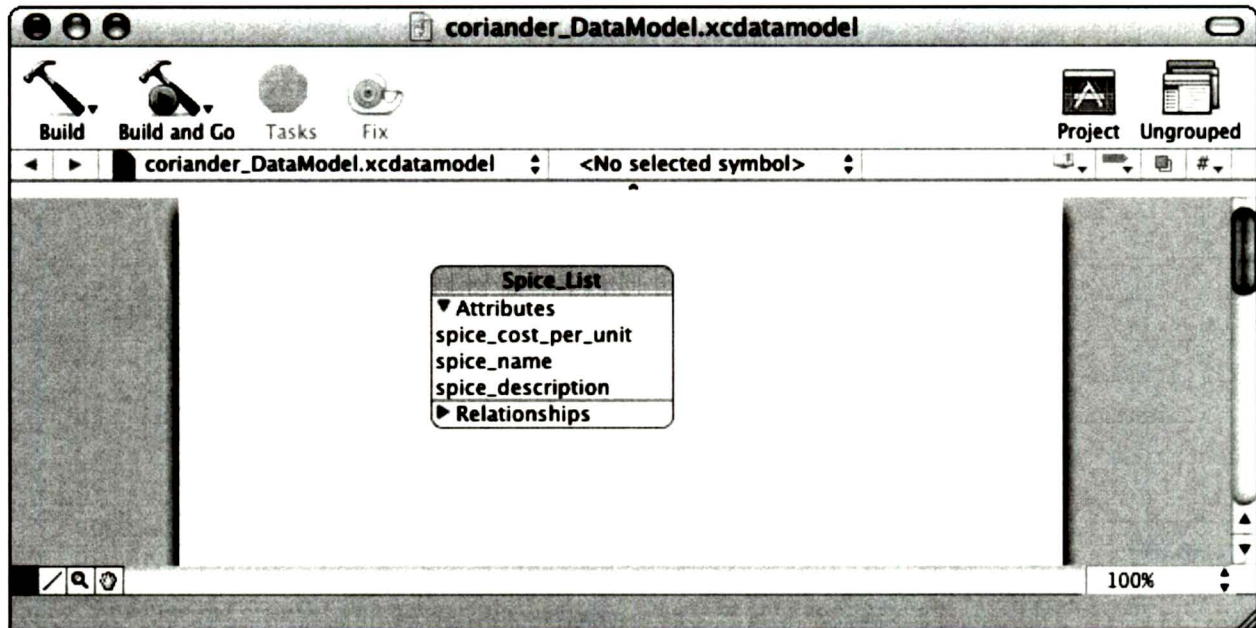 coriander_DataModel.xcdatamodel
Build
Build and Go
Tasks
Fix
Project
Ungrouped
coriander_DataModel.xcdatamodel
<No selected symbol>
#
Spice_List
Attributes
spice_cost_per_unit
spice_name
spice_description
Relationships
100%